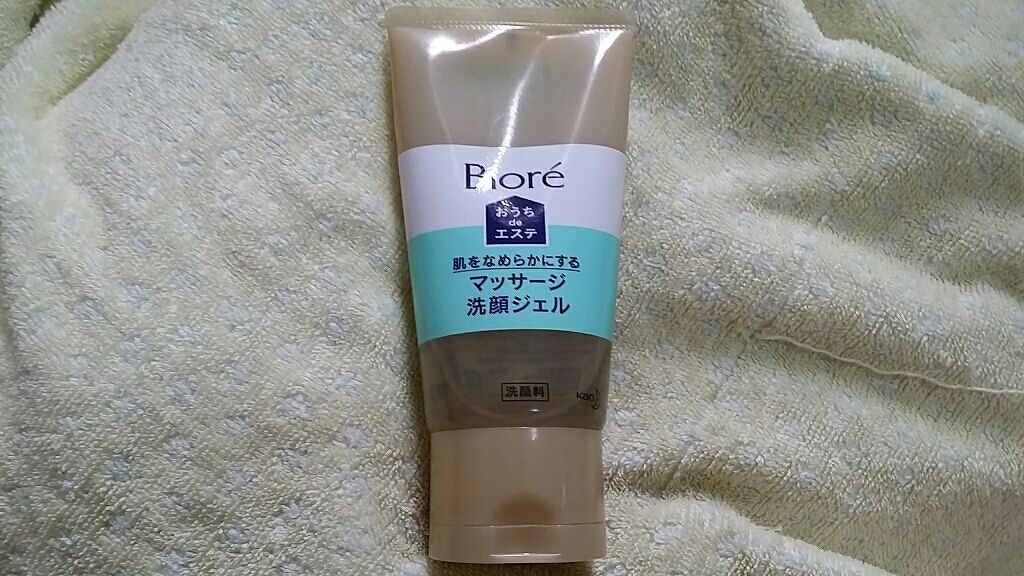 Bioré
おうち
de
エステ
肌をなめらかにする
マッサージ
洗顔ジェル
洗顔料
Kao